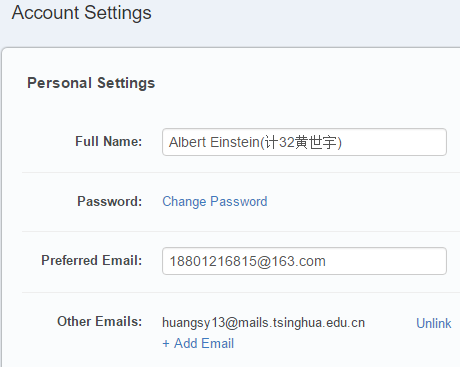 Account Settings
Personal Settings
Full Name: Albert Einstein(计32黄世宇)
Password: Change Password
Preferred Email: 18801216815@163.com
Other Emails: huangsy13@mails.tsinghua.edu.cn Unlink
+ Add Email